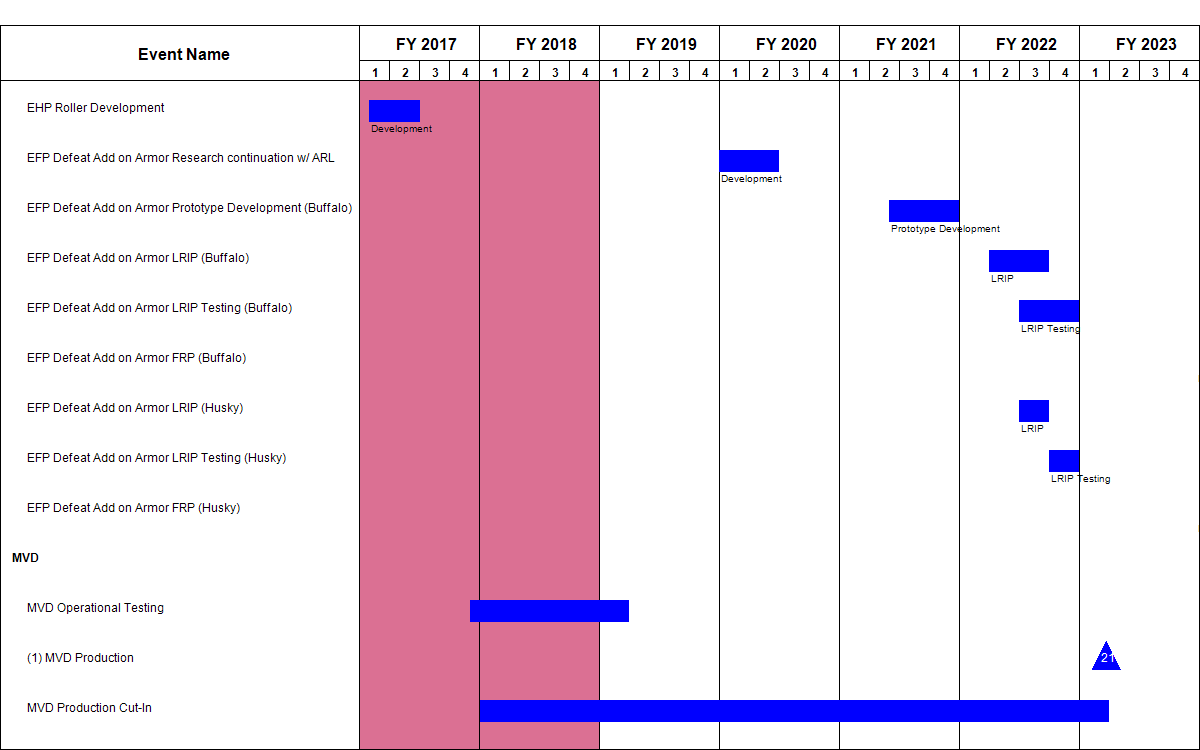 Event Name
FY 2017 FY 2018 FY 2019 FY 2020 FY 2021 FY 2022 FY 2023
1 2 3 4 1 2 3 4 1 2 3 4 1 2 3 4 1 2 3 4 1 2 3 4 1 2 3 4
EHP Roller Development
Development
EFP Defeat Add on Armor Research continuation w/ ARL
Development
EFP Defeat Add on Armor Prototype Development (Buffalo)
Prototype Development
EFP Defeat Add on Armor LRIP (Buffalo)
LRIP
EFP Defeat Add on Armor LRIP Testing (Buffalo)
LRIP Testing
EFP Defeat Add on Armor FRP (Buffalo)
EFP Defeat Add on Armor LRIP (Husky)
LRIP
EFP Defeat Add on Armor LRIP Testing (Husky)
LRIP Testing
EFP Defeat Add on Armor FRP (Husky)
MVD
MVD Operational Testing
(1) MVD Production
21
MVD Production Cut-In